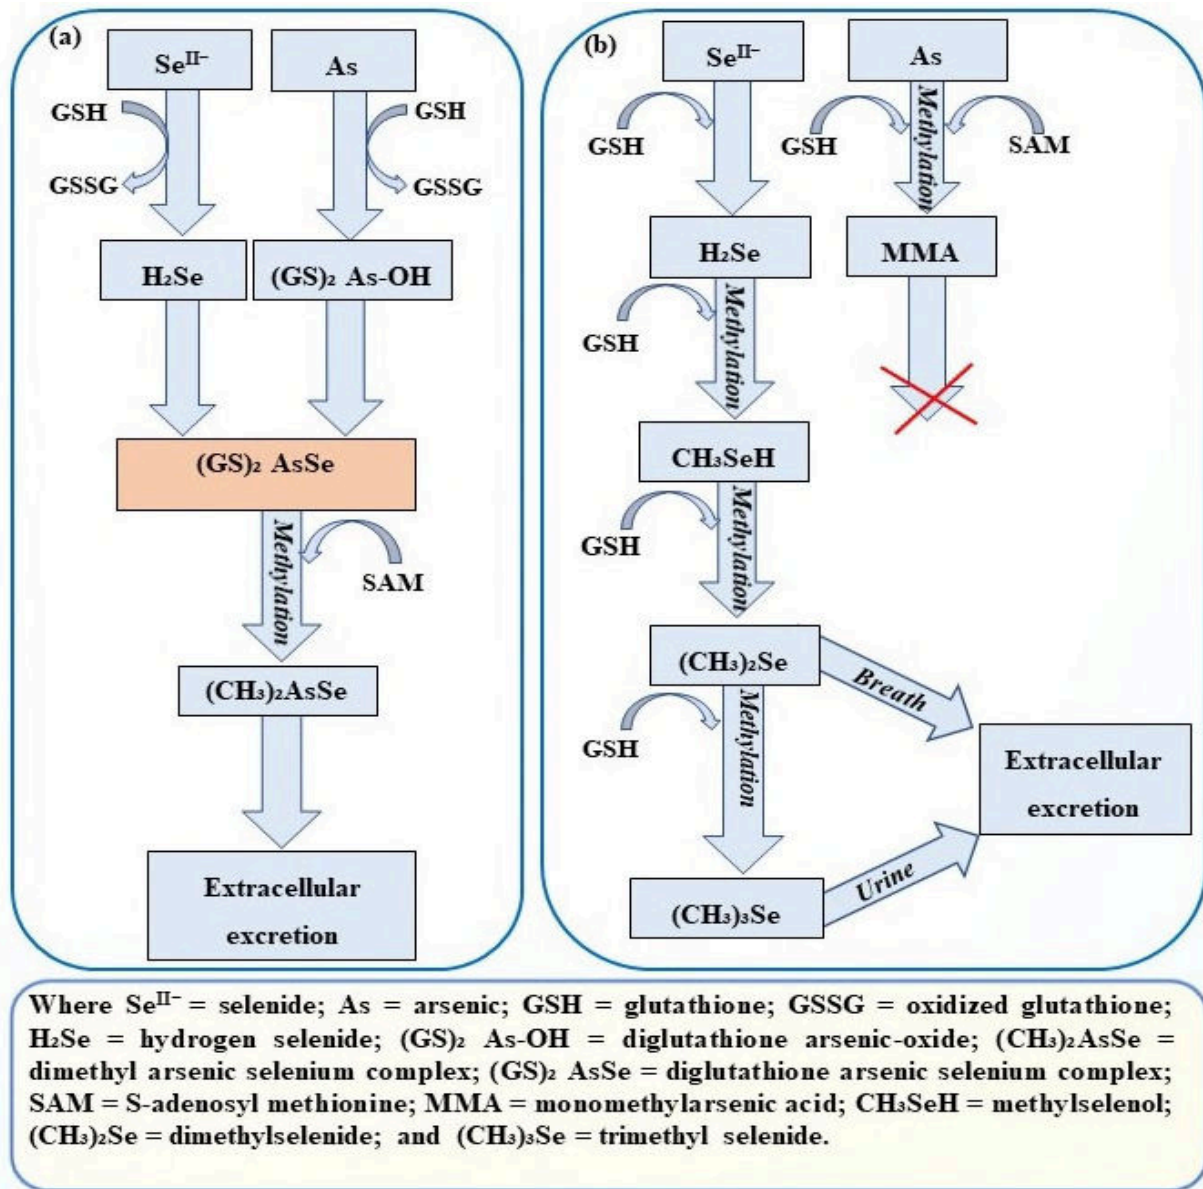 (a)
Se^II− As
GSH GSH
GSSG GSSG
H₂Se (GS)₂ As-OH
(GS)₂ AsSe
Methylation
SAM
(CH₃)₂AsSe
Extracellular
excretion
(b)
Se^II− As
GSH GSH Methylation SAM
H₂Se MMA
GSH Methylation
CH₃SeH
GSH Methylation
(CH₃)₂Se
Breath
GSH Methylation
Extracellular
excretion
Urine
(CH₃)₃Se
Where Se^II− = selenide; As = arsenic; GSH = glutathione; GSSG = oxidized glutathione;
H₂Se = hydrogen selenide; (GS)₂ As-OH = diglutathione arsenic-oxide; (CH₃)₂AsSe =
dimethyl arsenic selenium complex; (GS)₂ AsSe = diglutathione arsenic selenium complex;
SAM = S-adenosyl methionine; MMA = monomethylarsenic acid; CH₃SeH = methylselenol;
(CH₃)₂Se = dimethylselenide; and (CH₃)₃Se = trimethyl selenide.